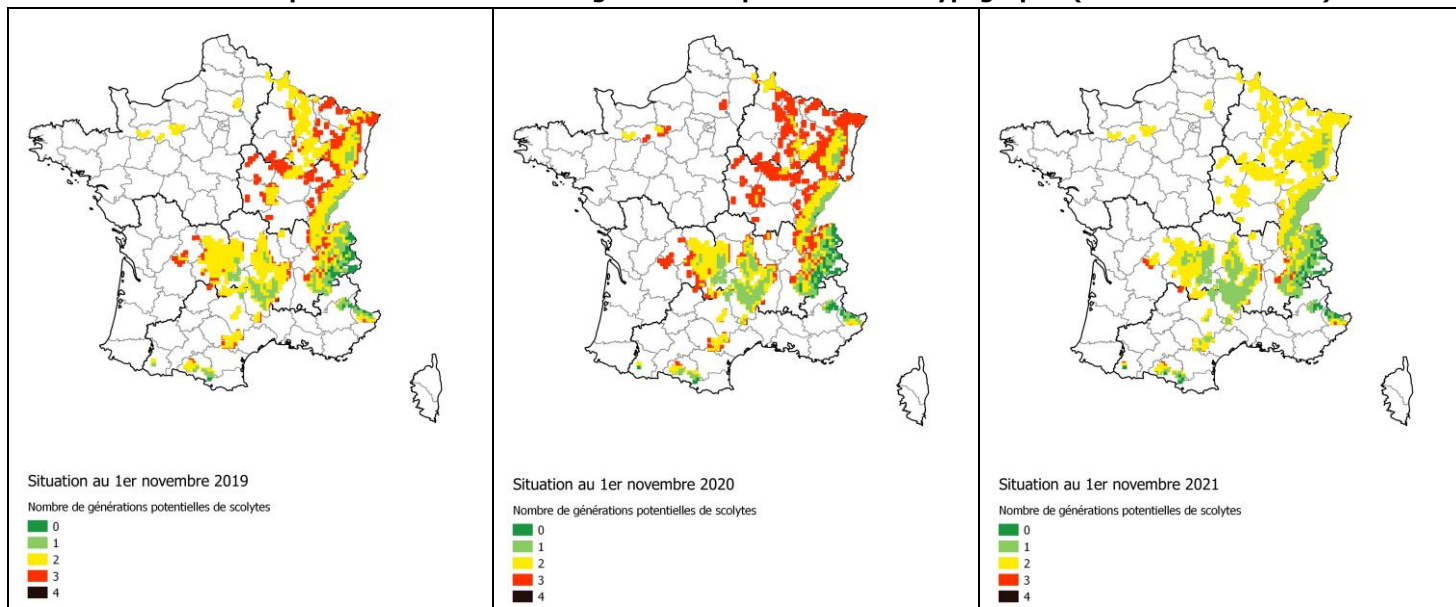 Situation au 1er novembre 2019
Nombre de générations potentielles de scolytes
0
1
2
3
4
Situation au 1er novembre 2020
Nombre de générations potentielles de scolytes
0
1
2
3
4
Situation au 1er novembre 2021
Nombre de générations potentielles de scolytes
0
1
2
3
4